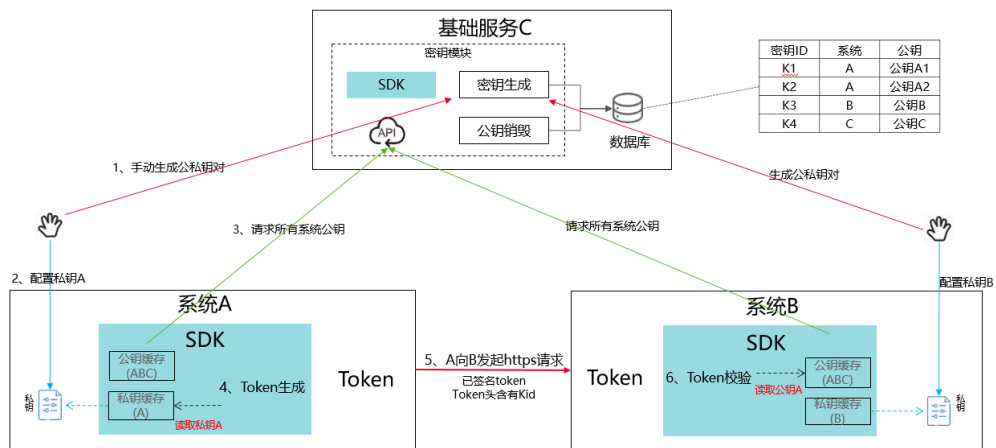 基础服务C
密钥模块
SDK
密钥生成
公钥销毁
API
数据库
密钥ID 系统 公钥
K1 A 公钥A1
K2 A 公钥A2
K3 B 公钥B
K4 C 公钥C
1、手动生成公私钥对
生成公私钥对
3、请求所有系统公钥
请求所有系统公钥
2、配置私钥A
配置私钥B
系统A
SDK
公钥缓存
(ABC)
4、Token生成
私钥缓存
(A)
读取私钥A
私钥
Token
5、A向B发起https请求
已签名token
Token头含有Kid
系统B
SDK
Token
6、Token校验
公钥缓存
(ABC)
读取公钥A
私钥缓存
(B)
私钥